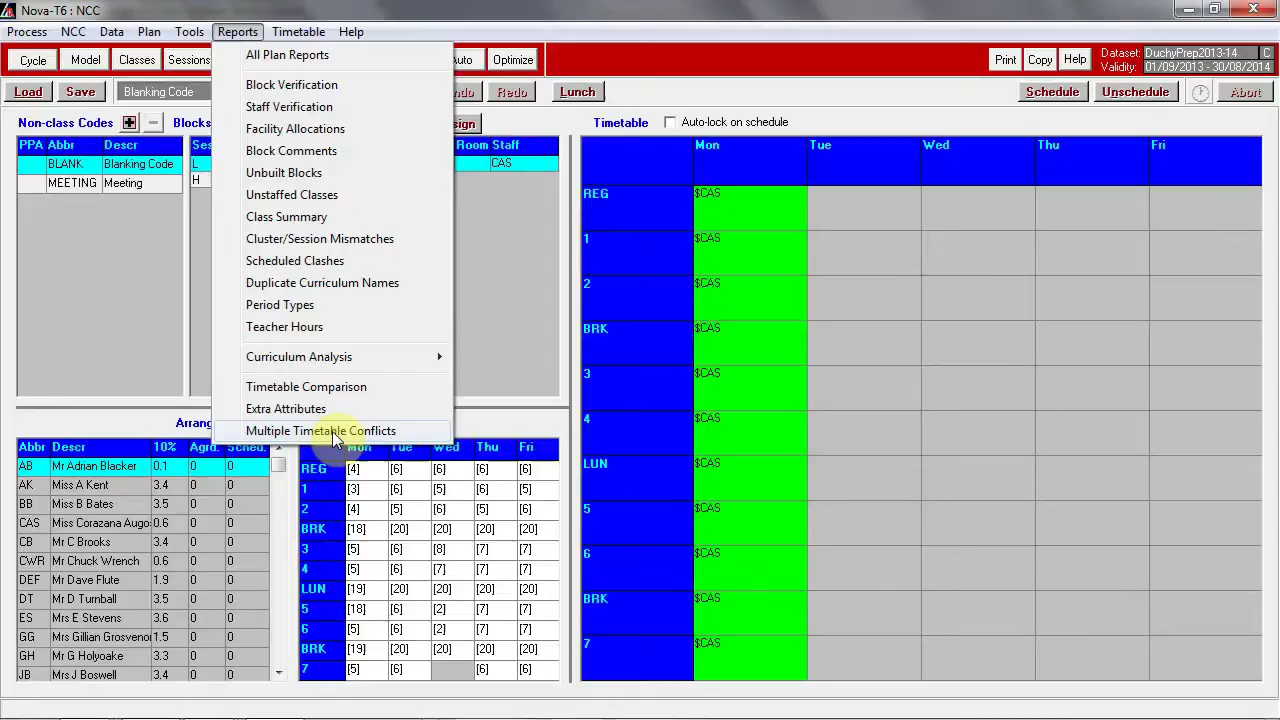 Nova-T6 : NCC
Process NCC Data Plan Tools Reports Timetable Help
Cycle Model Classes Sessions Auto Optimize Print Copy Help
Dataset: DuchyPrep2013-14 C
Validity: 01/09/2013 - 30/08/2014
Load Save Blanking Code Redo Lunch Schedule Unschedule Abort
Non-class Codes Blocks
Timetable Auto-lock on schedule
PPA Abbr Descr
BLANK Blanking Code
MEETING Meeting
L
H
Room Staff
CAS
All Plan Reports
Block Verification
Staff Verification
Facility Allocations
Block Comments
Unbuilt Blocks
Unstaffed Classes
Class Summary
Cluster/Session Mismatches
Scheduled Clashes
Duplicate Curriculum Names
Period Types
Teacher Hours
Curriculum Analysis
Timetable Comparison
Extra Attributes
Multiple Timetable Conflicts
Abbr Descr 10% Agrd. Sched.
AB Mr Adrian Blacker 0.1 0 0
AK Miss A Kent 3.4 0 0
BB Miss B Bates 3.4 0 0
CAS Miss Corazana Augo 0.6 0 0
CB Mr C Brooks 3.4 0 0
CWR Mr Chuck Wrench 0.6 0 0
DEF Mr Dave Flute 1.9 0 0
DT Mr D Turnball 3.5 0 0
ES Mrs E Stevens 3.6 0 0
GG Mrs Gillian Grosveno 1.5 0 0
GH Mr G Holyoake 3.3 0 0
JB Mrs J Boswell 3.4 0 0
Mon Tue Wed Thu Fri
REG [4] [6] [6] [6] [6]
1 [3] [6] [5] [6] [5]
2 [4] [6] [5] [6] [6]
BRK [18] [20] [20] [20] [20]
3 [5] [6] [8] [7] [7]
4 [5] [6] [7] [7] [7]
LUN [19] [20] [20] [20] [20]
5 [18] [6] [2] [7] [7]
6 [5] [6] [2] [7] [7]
BRK [19] [20] [20] [20] [20]
7 [5] [6] [6] [6]
Mon Tue Wed Thu Fri
REG $CAS
1 $CAS
2 $CAS
BRK $CAS
3 $CAS
4 $CAS
LUN $CAS
5 $CAS
6 $CAS
BRK $CAS
7 $CAS